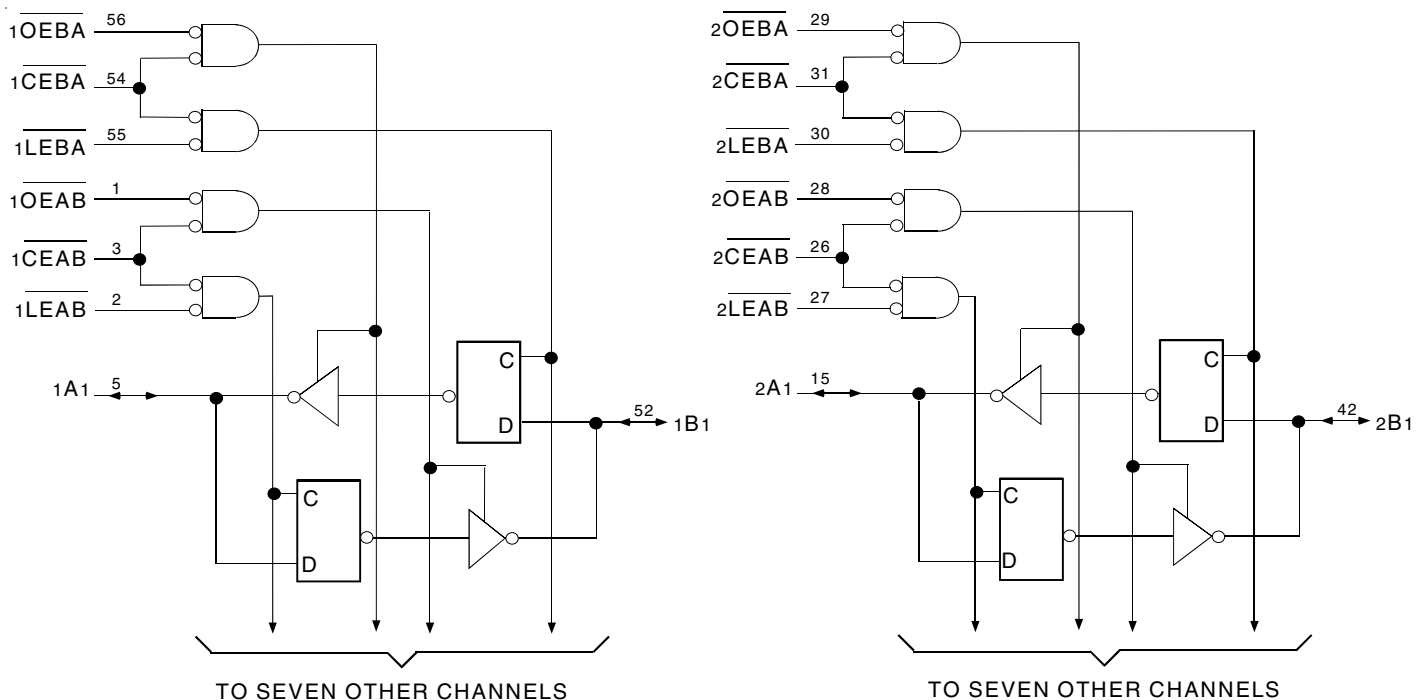 56
1OEBA
54
1CEBA
55
1LEBA
1
1OEAB
3
1CEAB
2
1LEAB
C
1A1 5
D
52 1B1
C
D
TO SEVEN OTHER CHANNELS
29
2OEBA
31
2CEBA
30
2LEBA
28
2OEAB
26
2CEAB
27
2LEAB
C
2A1 15
D
42 2B1
C
D
TO SEVEN OTHER CHANNELS